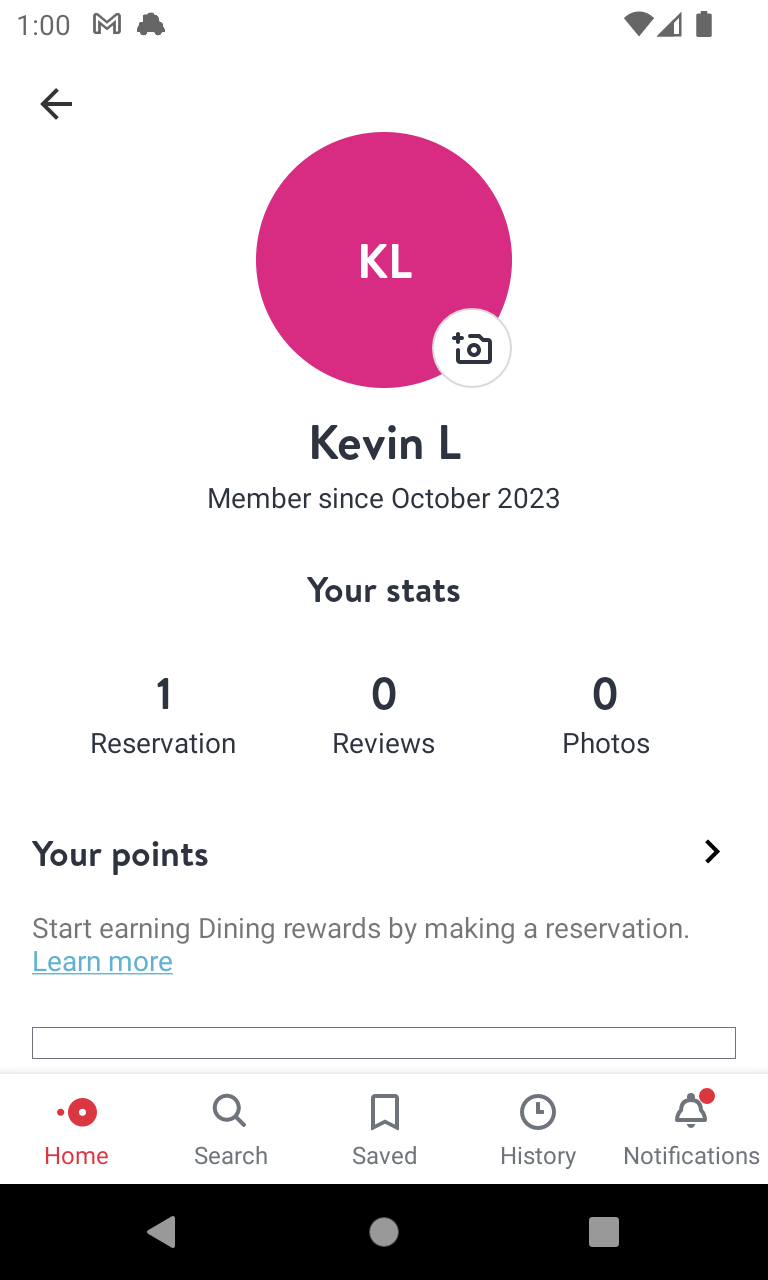 1:00
KL
Kevin L
Member since October 2023
Your stats
1 0 0
Reservation Reviews Photos
Your points
Start earning Dining rewards by making a reservation.
Learn more
Home Search Saved History Notifications